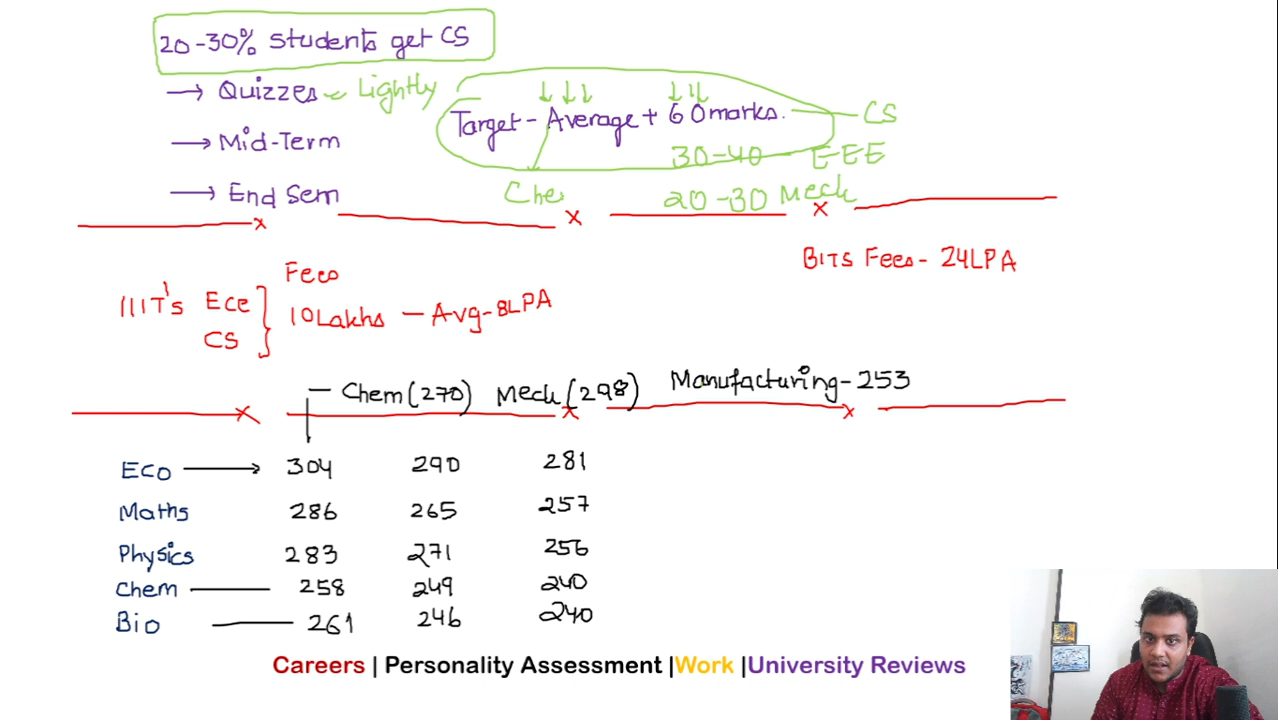 20-30% students get CS
→ Quizzes ← Lightly
Target - Average + 60 marks. — CS
→ Mid-Term
30-40 - EEE
→ End Sem
Che
20-30 Mech
BITS Fees - 24LPA
Fees
IIIT's Ece
CS
10 Lakhs - Avg-8LPA
Chem (270) Mech (298) Manufacturing - 253
Eco → 304 290 281
Maths 286 265 257
Physics 283 271 256
Chem — 258 249 240
Bio — 261 246 240
Careers | Personality Assessment |Work |University Reviews